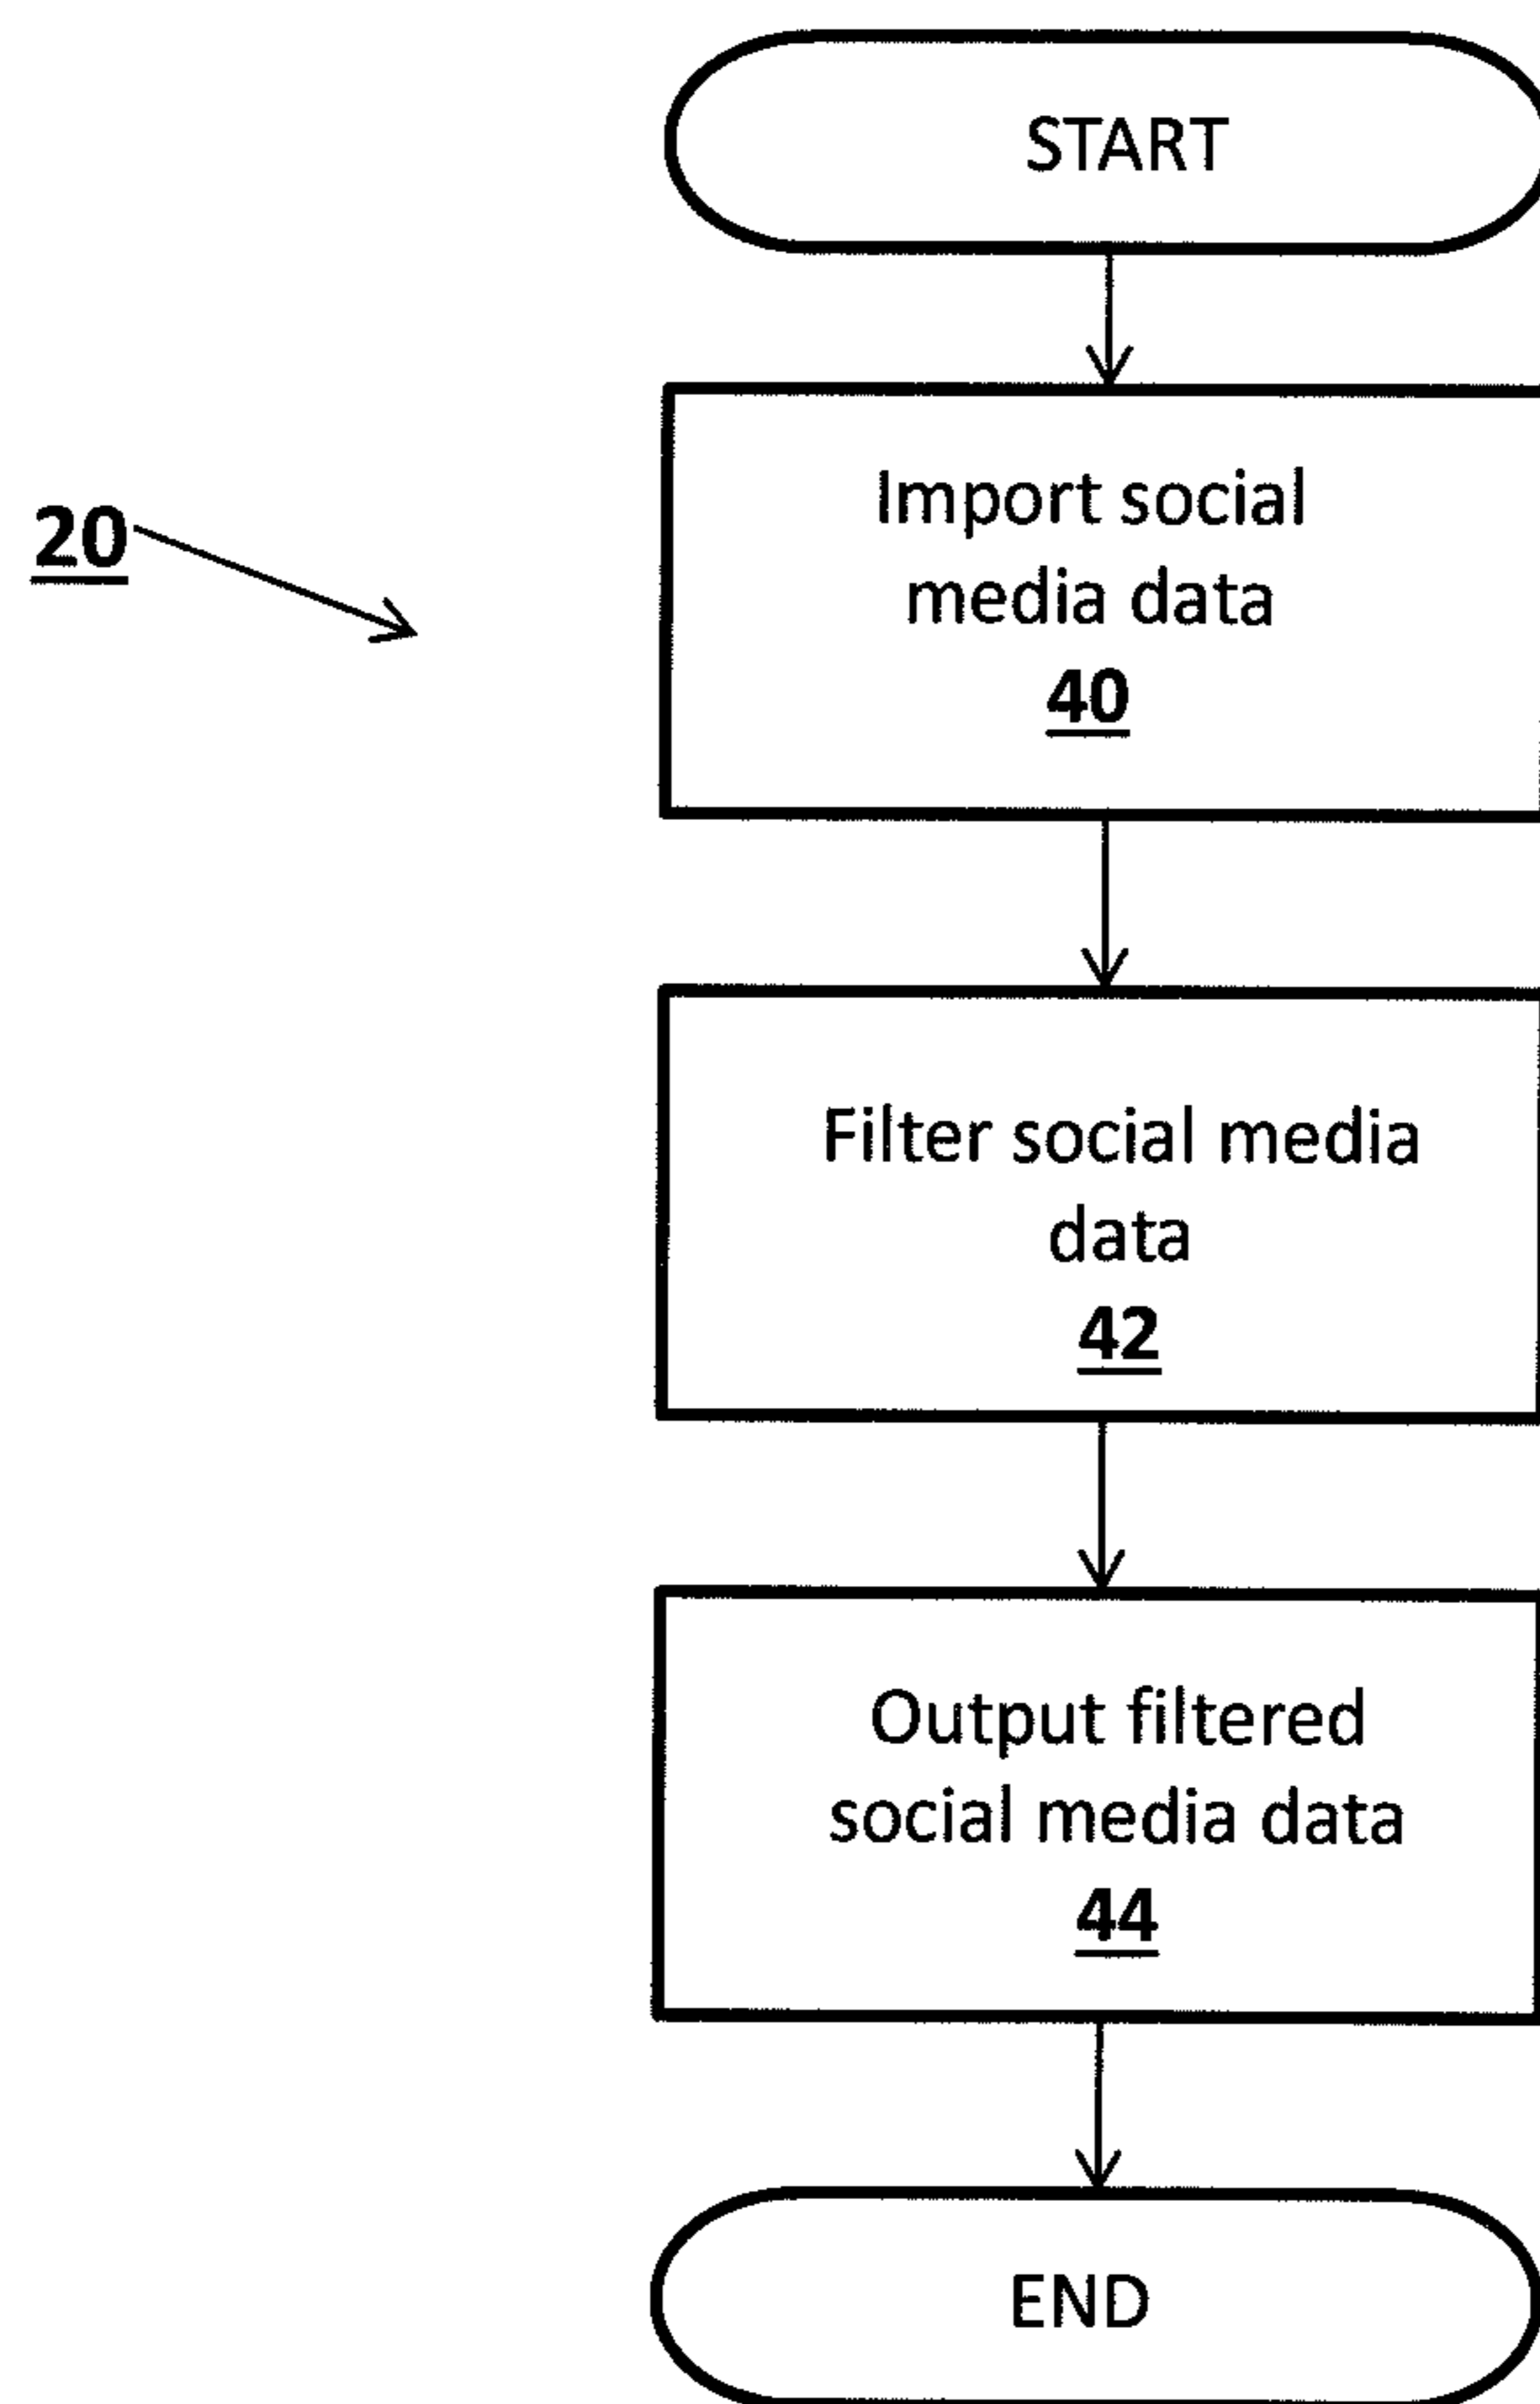 START
20
Import social
media data
40
Filter social media
data
42
Output filtered
social media data
44
END